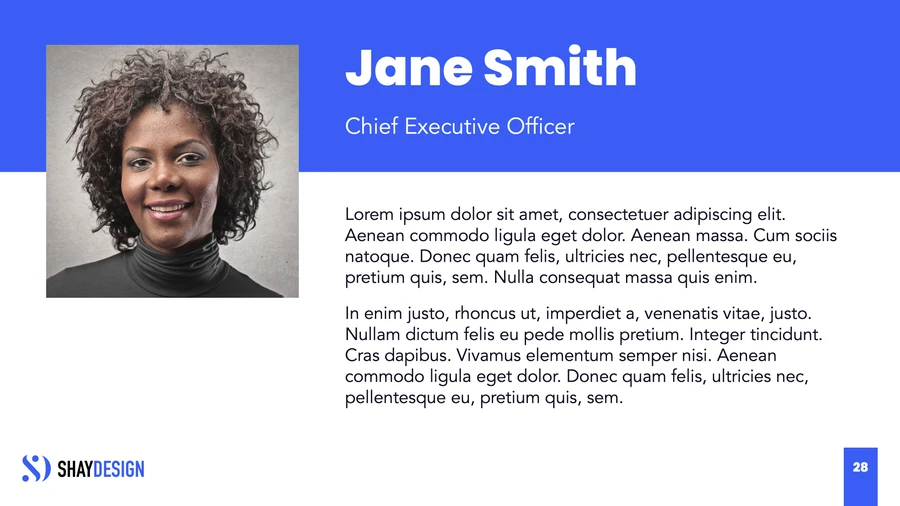 Jane Smith
Chief Executive Officer
Lorem ipsum dolor sit amet, consectetuer adipiscing elit.
Aenean commodo ligula eget dolor. Aenean massa. Cum sociis
natoque. Donec quam felis, ultricies nec, pellentesque eu,
pretium quis, sem. Nulla consequat massa quis enim.
In enim justo, rhoncus ut, imperdiet a, venenatis vitae, justo.
Nullam dictum felis eu pede mollis pretium. Integer tincidunt.
Cras dapibus. Vivamus elementum semper nisi. Aenean
commodo ligula eget dolor. Donec quam felis, ultricies nec,
pellentesque eu, pretium quis, sem.
SHAYDESIGN
28